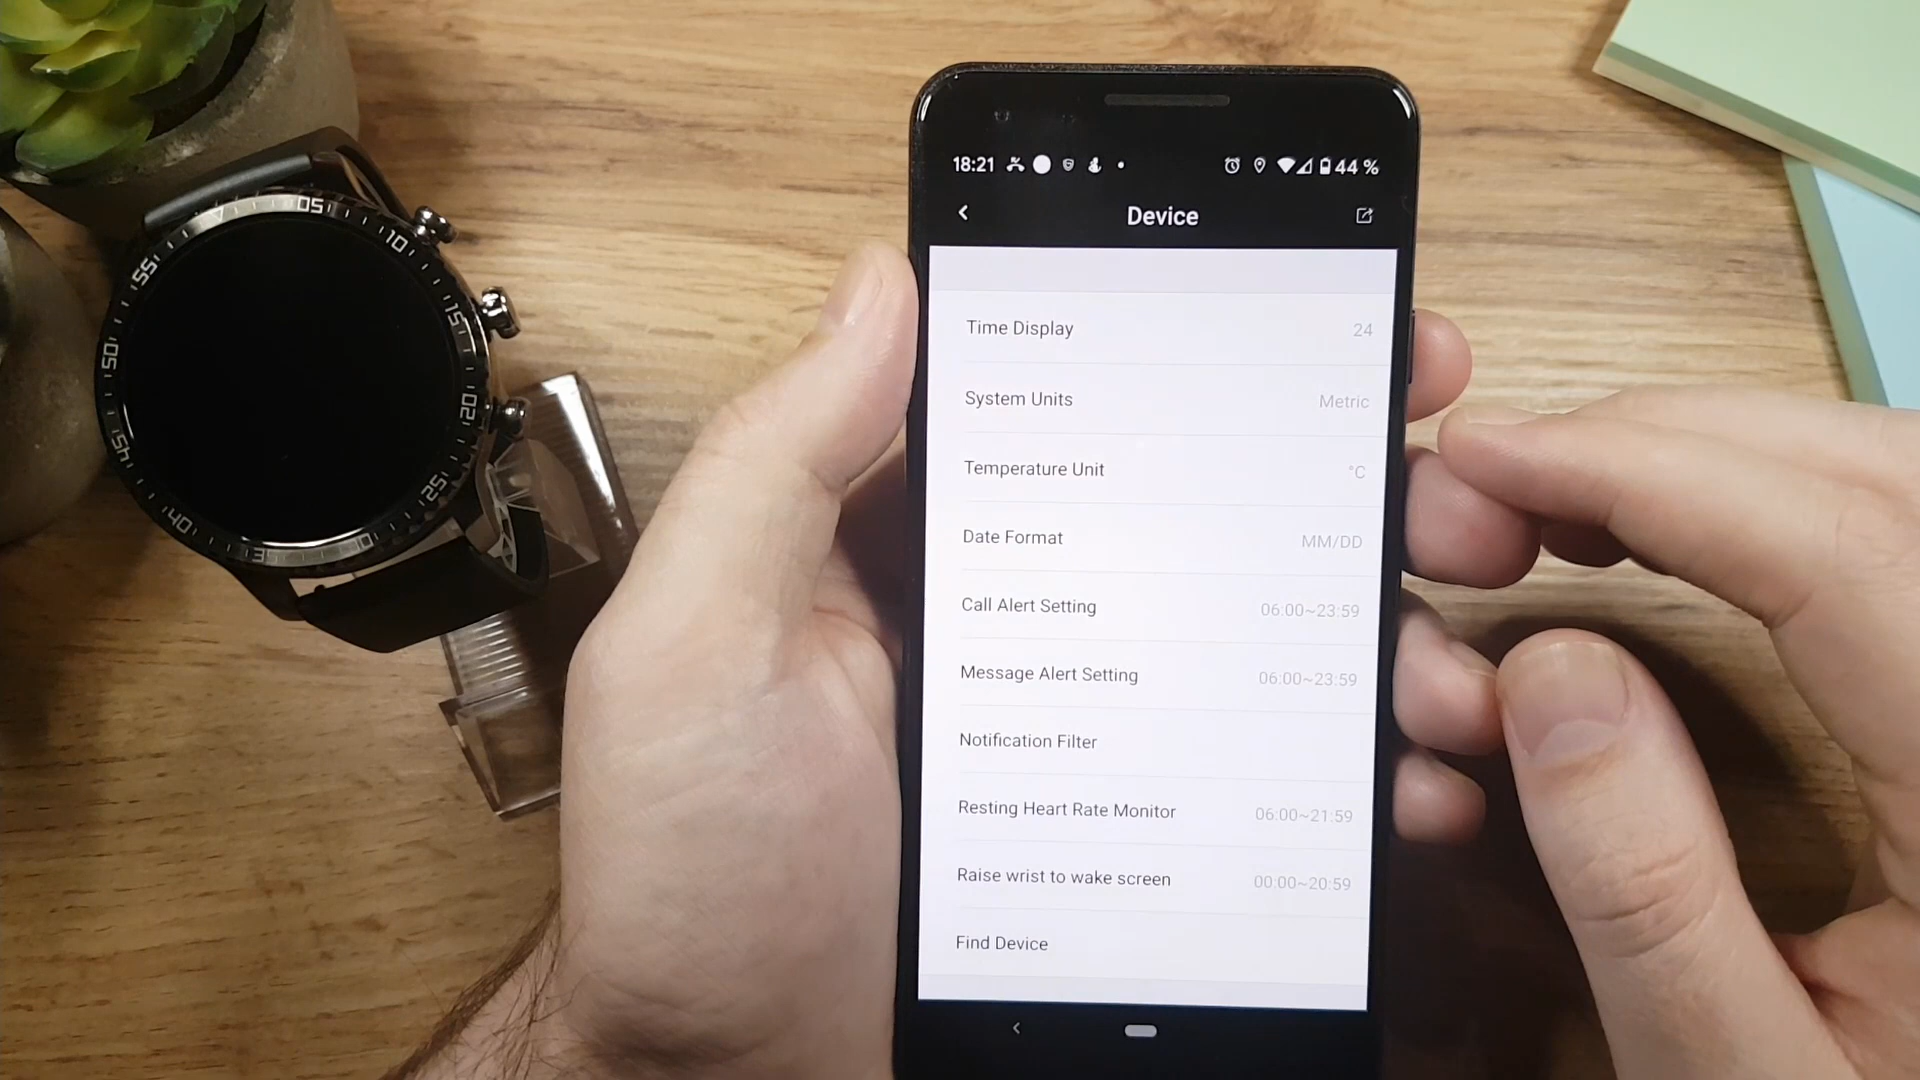 18:21
44 %
Device
Time Display 24
System Units Metric
Temperature Unit °C
Date Format MM/DD
Call Alert Setting 06:00~23:59
Message Alert Setting 06:00~23:59
Notification Filter
Resting Heart Rate Monitor 06:00~21:59
Raise wrist to wake screen 00:00~20:59
Find Device
05
10
15
20
25
40
45
50
55